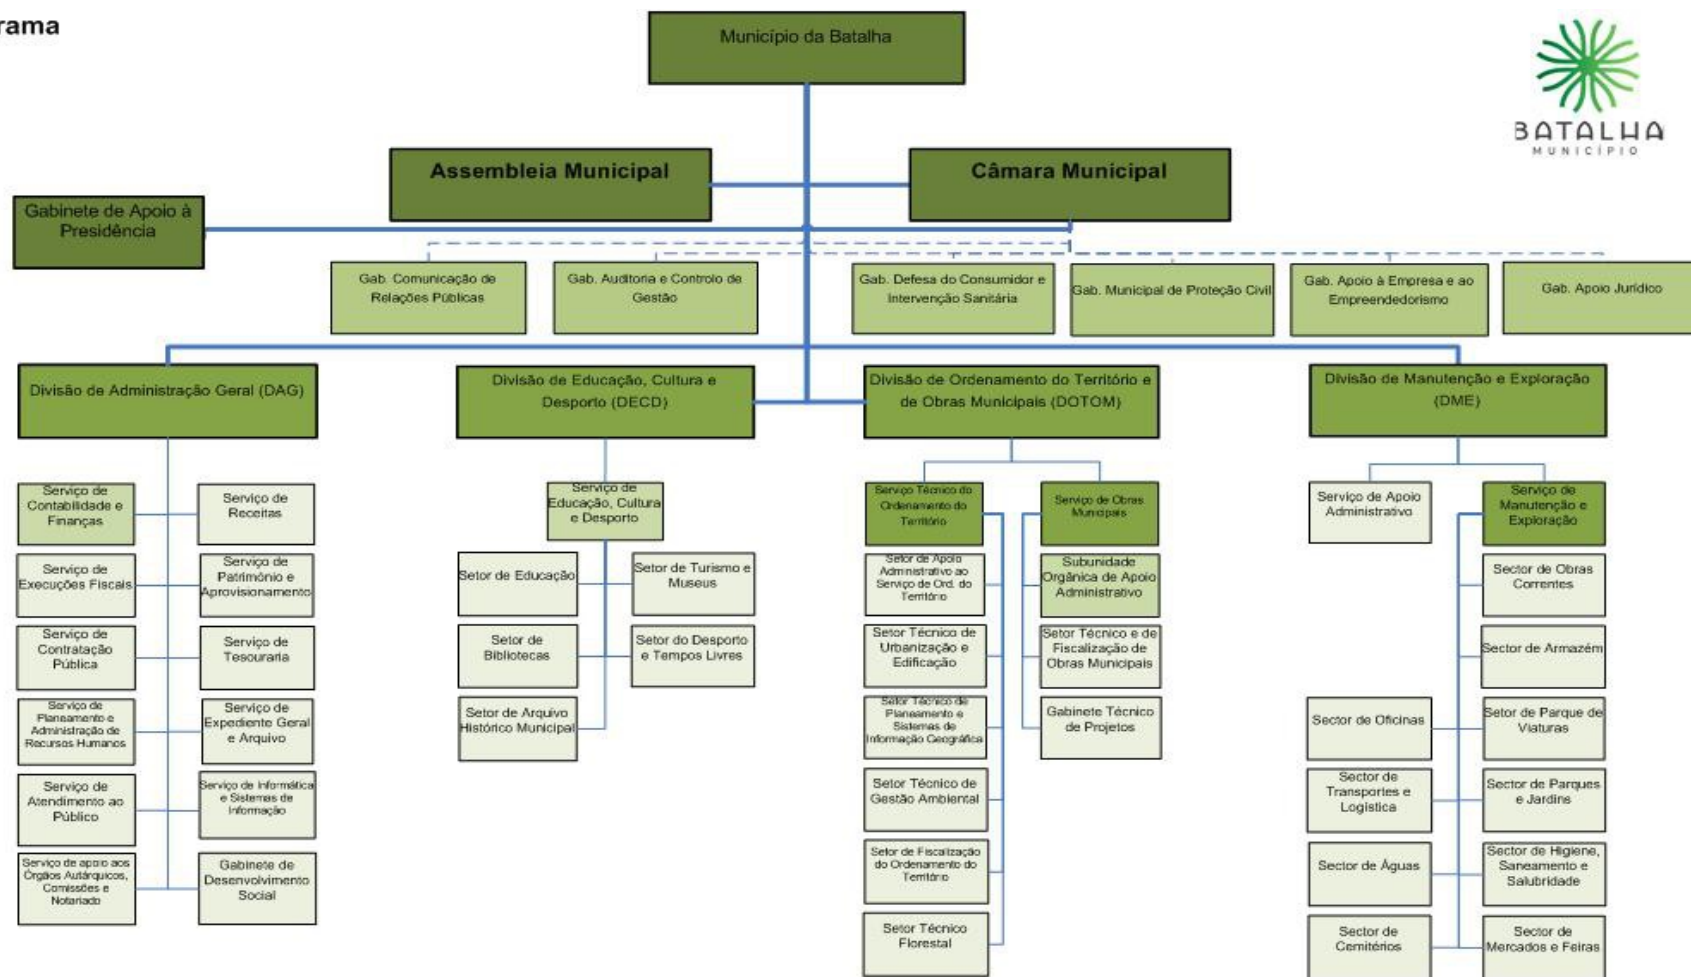 rama
Município da Batalha
BATALHA
MUNICÍPIO
Assembleia Municipal
Câmara Municipal
Gabinete de Apoio à
Presidência
Gab. Comunicação de
Relações Públicas
Gab. Auditoria e Controlo de
Gestão
Gab. Defesa do Consumidor e
Intervenção Sanitária
Gab. Municipal de Proteção Civil
Gab. Apoio à Empresa e ao
Empreendedorismo
Gab. Apoio Jurídico
Divisão de Administração Geral (DAG)
Divisão de Educação, Cultura e
Desporto (DECD)
Divisão de Ordenamento do Território e
de Obras Municipais (DOTOM)
Divisão de Manutenção e Exploração
(DME)
Serviço de
Contabilidade e
Finanças
Serviço de
Receitas
Serviço de
Execuções Fiscais
Serviço de
Património e
Aprovisionamento
Serviço de
Contratação
Pública
Serviço de
Tesouraria
Serviço de
Planeamento e
Administração de
Recursos Humanos
Serviço de
Expediente Geral
e Arquivo
Serviço de
Atendimento ao
Público
Serviço de Informática
e Sistemas de
Informação
Serviço de apoio aos
Órgãos Autárquicos,
Comissões e
Notariado
Gabinete de
Desenvolvimento
Social
Serviço de
Educação, Cultura
e Desporto
Setor de Educação
Setor de Turismo e
Museus
Setor de
Bibliotecas
Setor do Desporto
e Tempos Livres
Setor de Arquivo
Histórico Municipal
Serviço Técnico do
Ordenamento do
Território
Serviço de Obras
Municipais
Setor de Apoio
Administrativo ao
Serviço de Ord. do
Território
Subunidade
Orgânica de Apoio
Administrativo
Setor Técnico de
Urbanização e
Edificação
Setor Técnico e de
Fiscalização de
Obras Municipais
Setor Técnico de
Planeamento e
Sistemas de
Informação Geográfica
Gabinete Técnico
de Projetos
Setor Técnico de
Gestão Ambiental
Setor de Fiscalização
do Ordenamento do
Território
Setor Técnico
Florestal
Serviço de Apoio
Administrativo
Serviço de
Manutenção e
Exploração
Sector de Obras
Correntes
Sector de Armazém
Sector de Oficinas
Setor de Parque de
Viaturas
Sector de
Transportes e
Logística
Sector de Parques
e Jardins
Sector de Águas
Sector de Higiene,
Saneamento e
Salubridade
Sector de
Cemitérios
Sector de
Mercados e Feiras